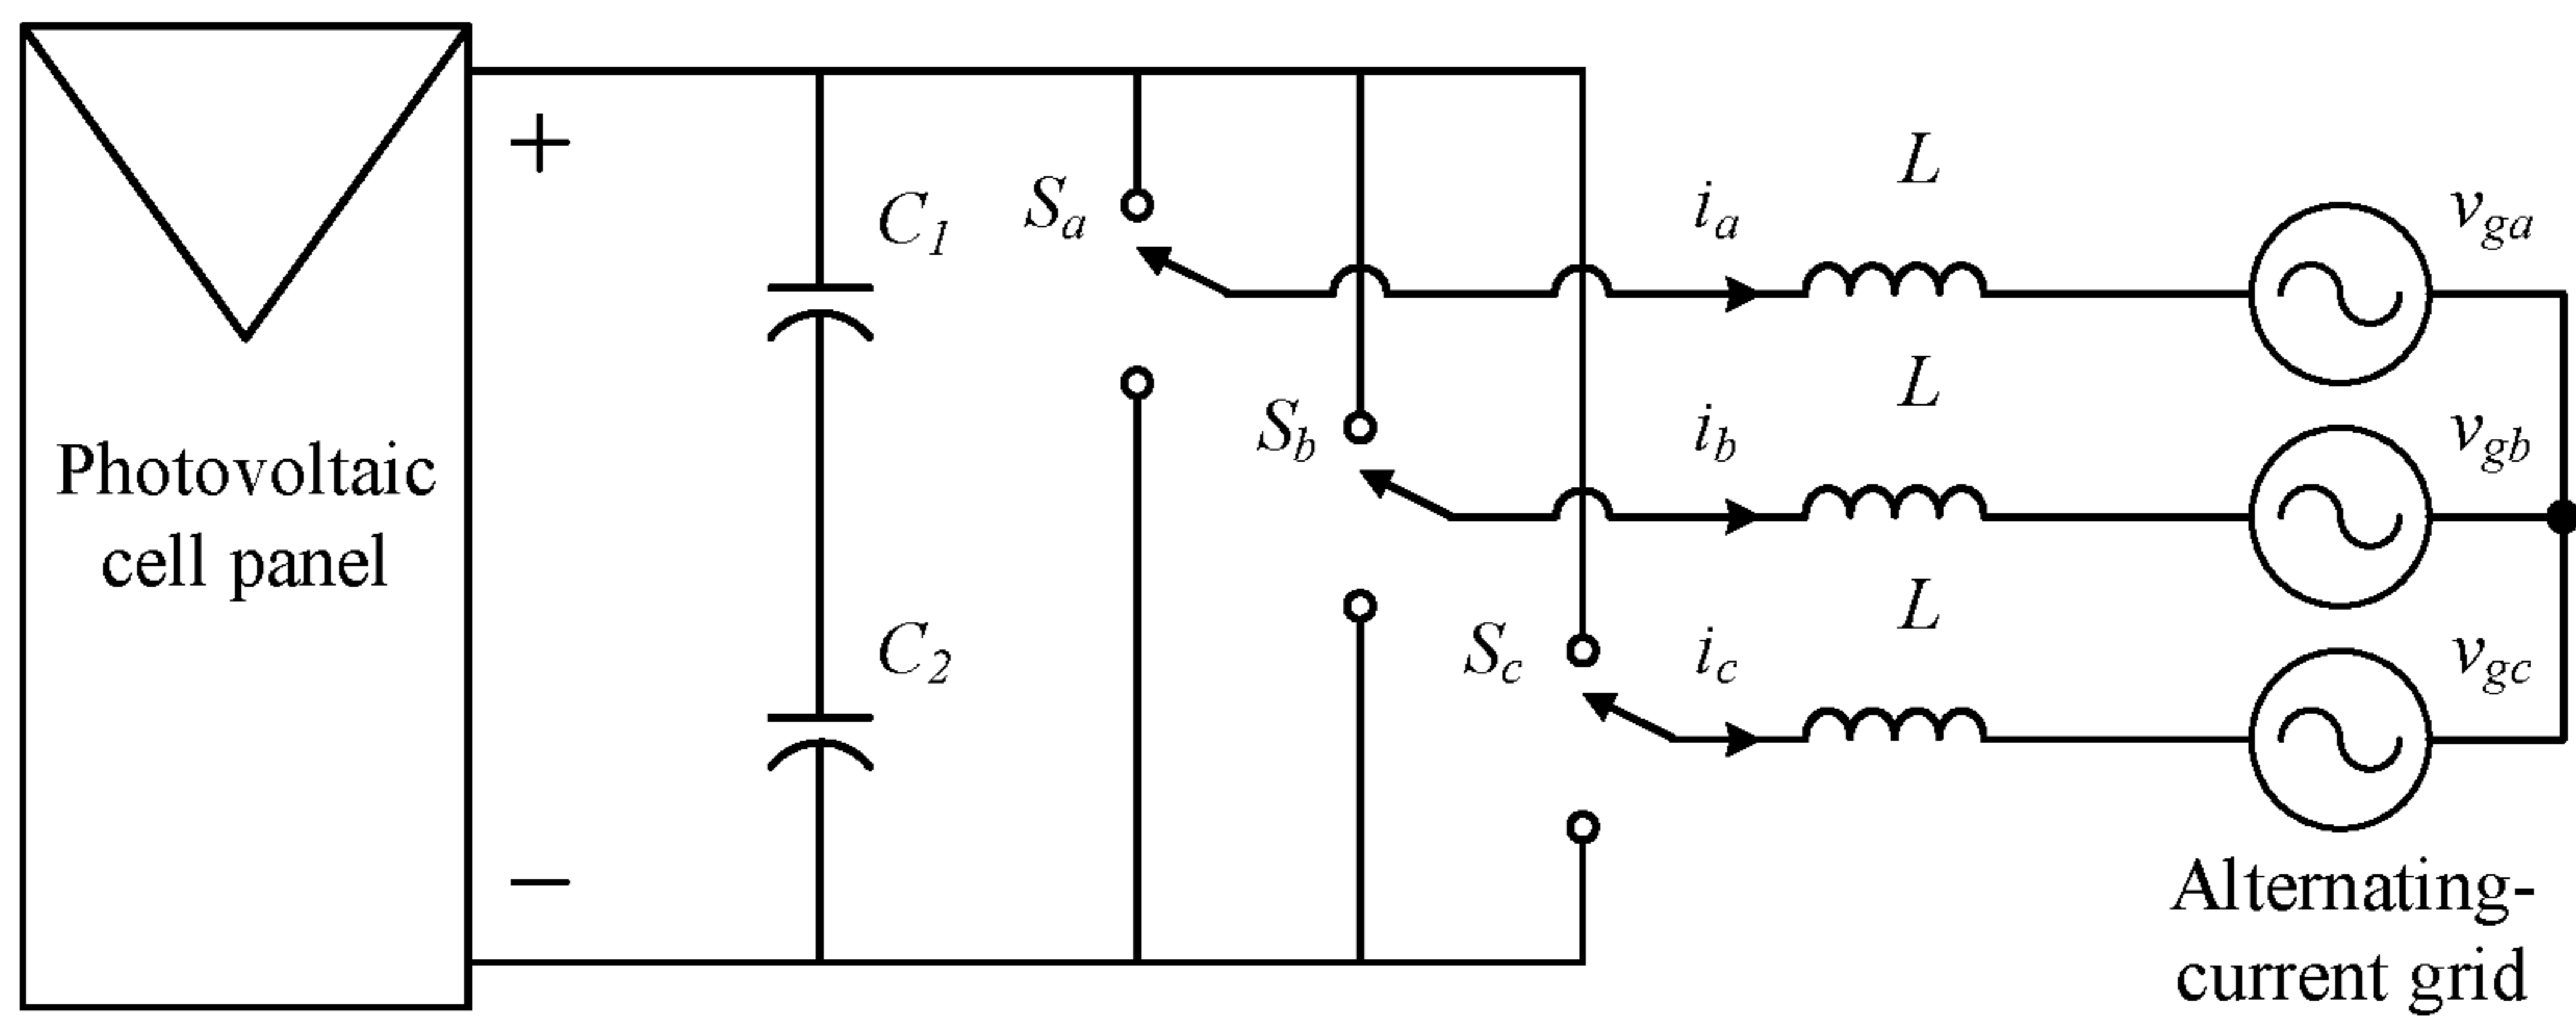 +
C1
Sa
ia
L
vga
Photovoltaic
cell panel
Sb
ib
L
vgb
C2
Sc
ic
L
vgc
−
Alternating-
current grid